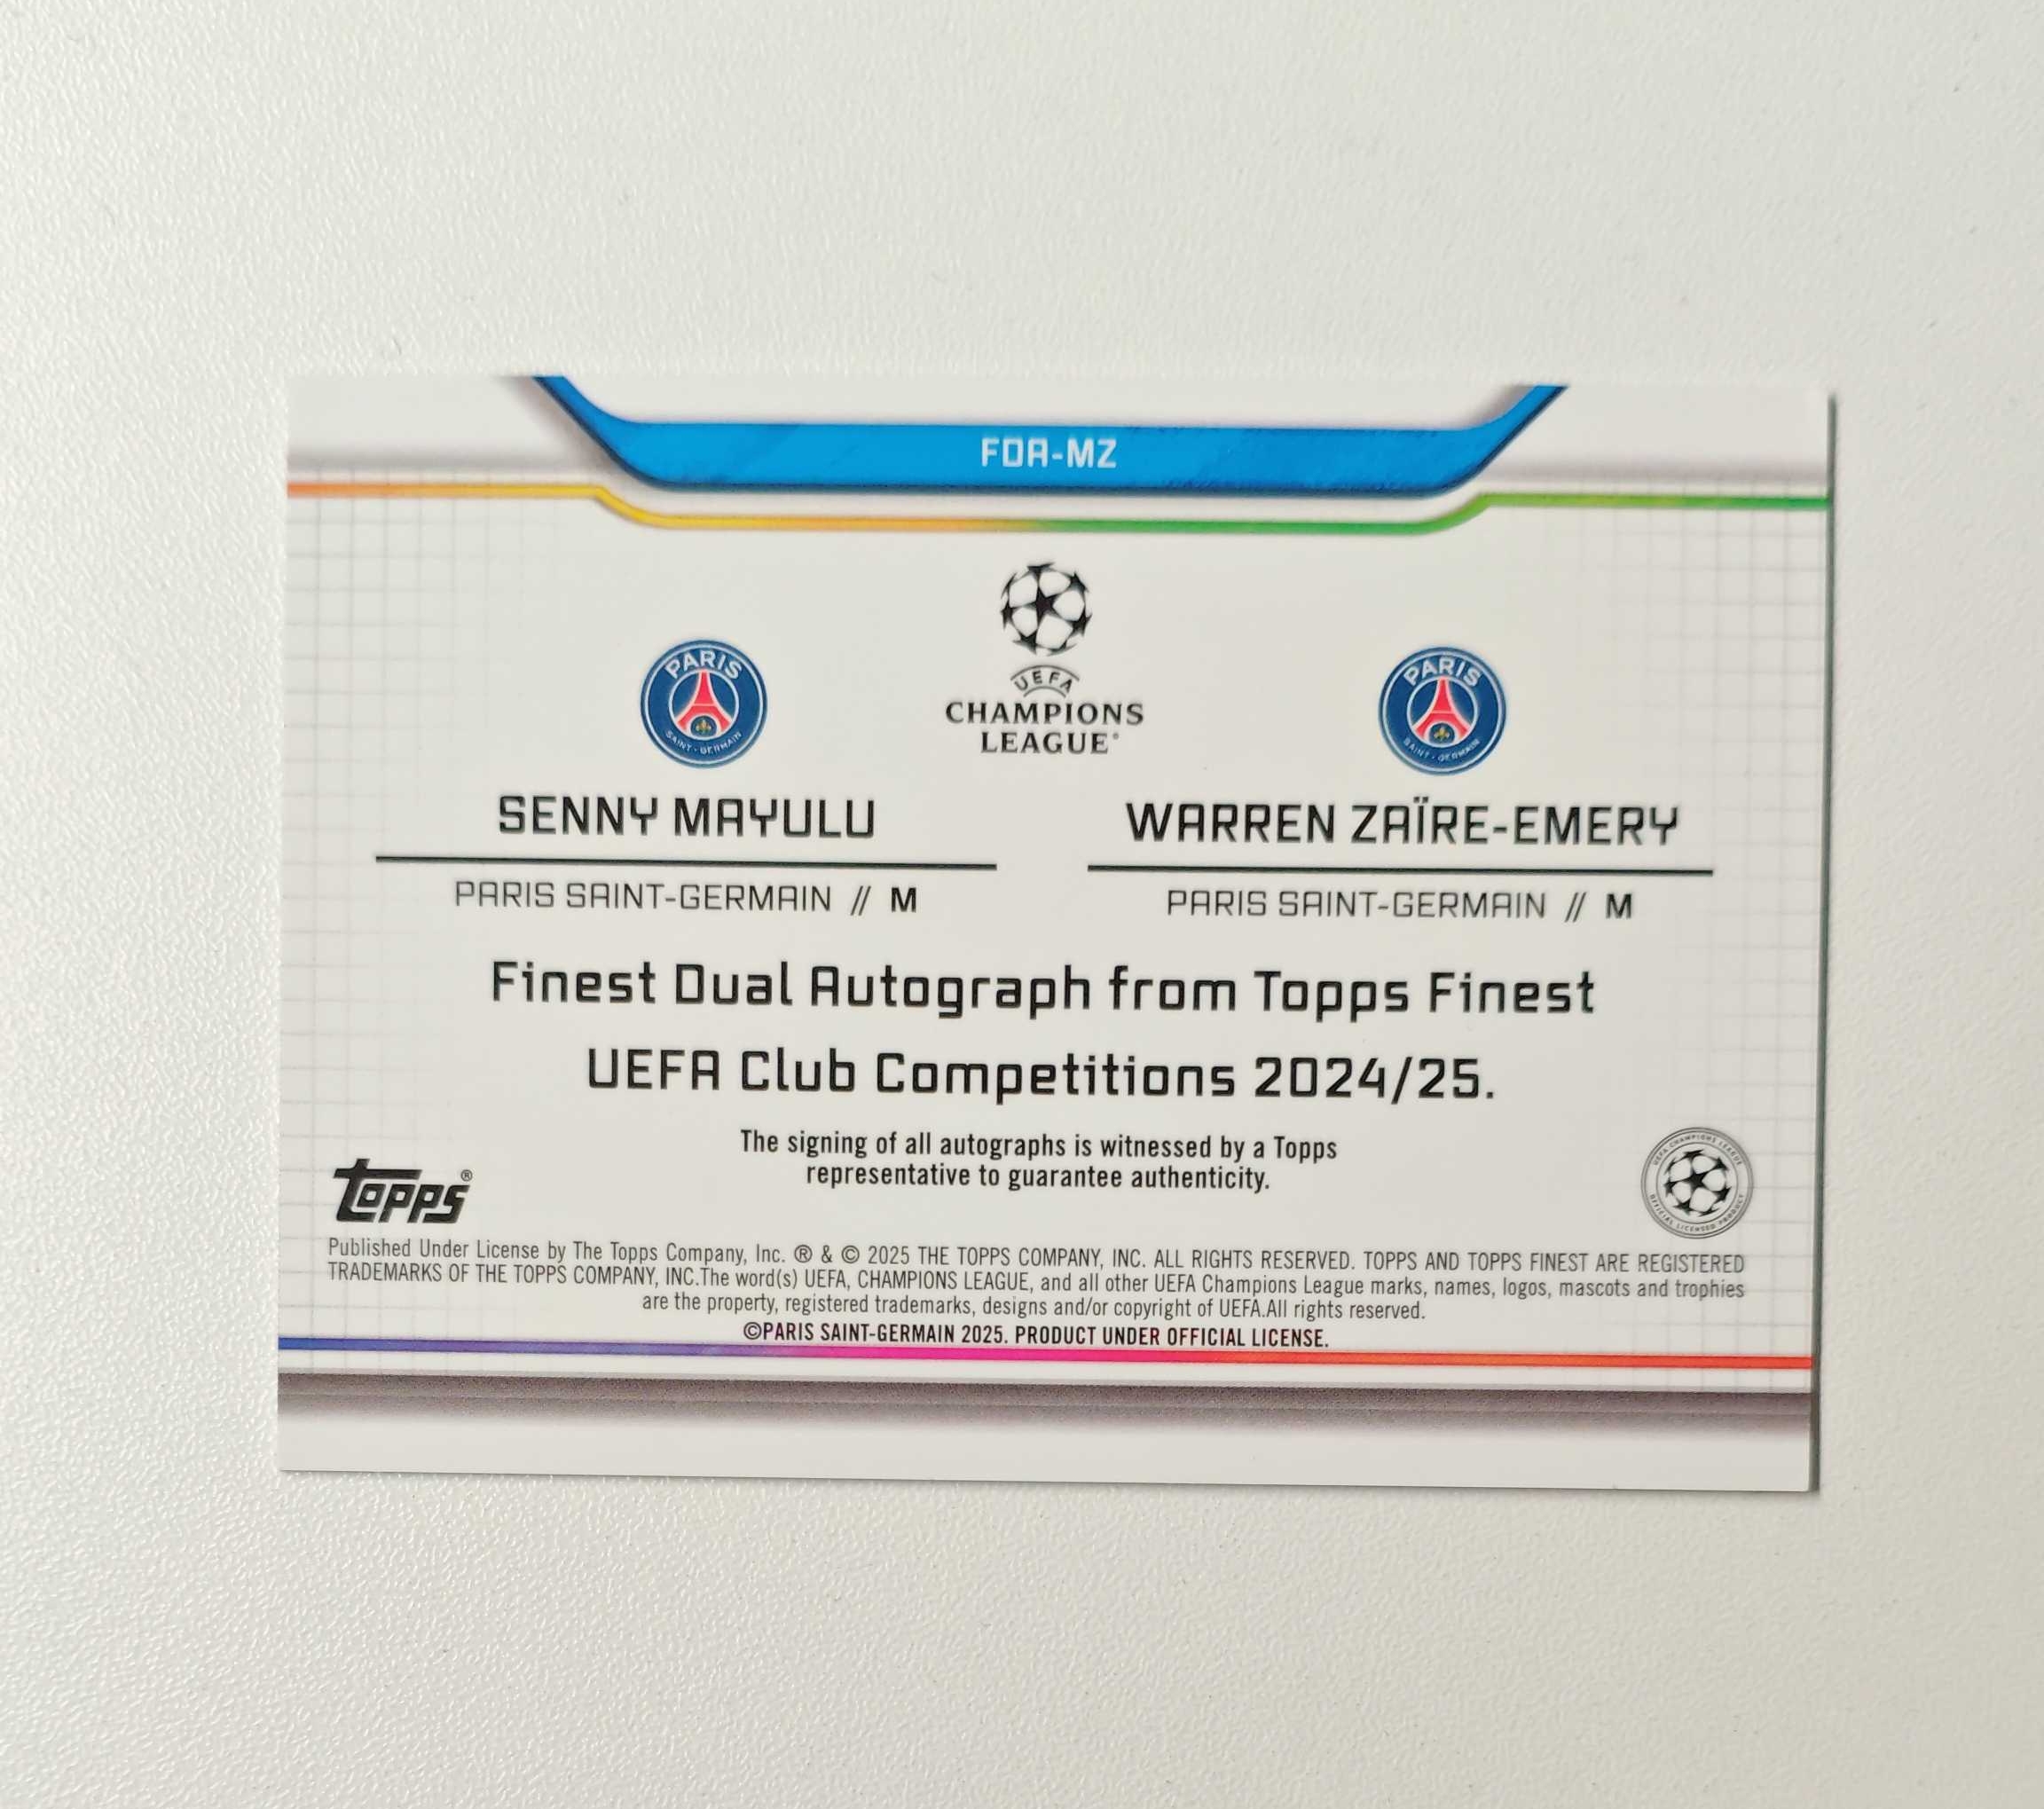 FDA-MZ
PARIS
SAINT-GERMAIN
UEFA
CHAMPIONS
LEAGUE®
PARIS
SAINT-GERMAIN
SENNY MAYULU
WARREN ZAÏRE-EMERY
PARIS SAINT-GERMAIN // M
PARIS SAINT-GERMAIN // M
Finest Dual Autograph from Topps Finest
UEFA Club Competitions 2024/25.
The signing of all autographs is witnessed by a Topps
representative to guarantee authenticity.
topps®
UEFA CHAMPIONS LEAGUE
OFFICIAL LICENSED PRODUCT
Published Under License by The Topps Company, Inc. ® & © 2025 THE TOPPS COMPANY, INC. ALL RIGHTS RESERVED. TOPPS AND TOPPS FINEST ARE REGISTERED
TRADEMARKS OF THE TOPPS COMPANY, INC.The word(s) UEFA, CHAMPIONS LEAGUE, and all other UEFA Champions League marks, names, logos, mascots and trophies
are the property, registered trademarks, designs and/or copyright of UEFA.All rights reserved.
©PARIS SAINT-GERMAIN 2025. PRODUCT UNDER OFFICIAL LICENSE.